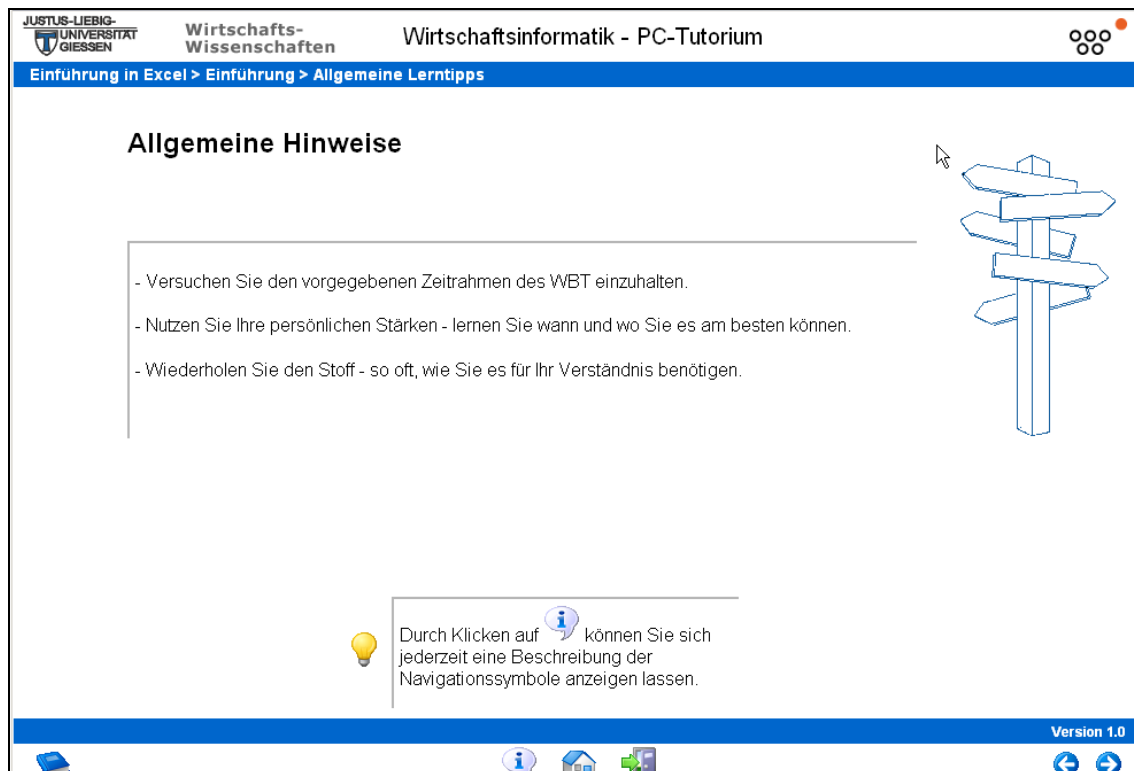 JUSTUS-LIEBIG-
UNIVERSITÄT
GIESSEN
Wirtschafts-
Wissenschaften
Wirtschaftsinformatik - PC-Tutorium
Einführung in Excel > Einführung > Allgemeine Lerntipps
Allgemeine Hinweise
- Versuchen Sie den vorgegebenen Zeitrahmen des WBT einzuhalten.
- Nutzen Sie Ihre persönlichen Stärken - lernen Sie wann und wo Sie es am besten können.
- Wiederholen Sie den Stoff - so oft, wie Sie es für Ihr Verständnis benötigen.
Durch Klicken auf i können Sie sich
jederzeit eine Beschreibung der
Navigationssymbole anzeigen lassen.
Version 1.0
i